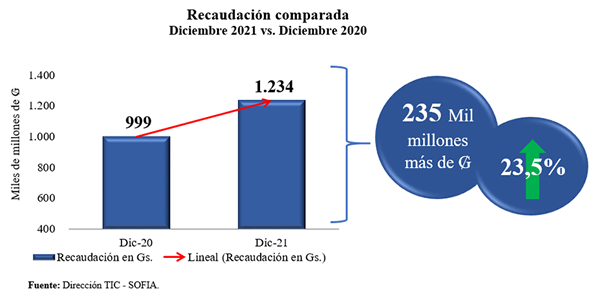 Recaudación comparada
Diciembre 2021 vs. Diciembre 2020
Miles de millones de ₲
1.400
1.200
1.000
800
600
400
999
1.234
Dic-20
Dic-21
Recaudación en Gs.
Lineal (Recaudación en Gs.)
235 Mil
millones
más de ₲
23,5%
Fuente: Dirección TIC - SOFIA.